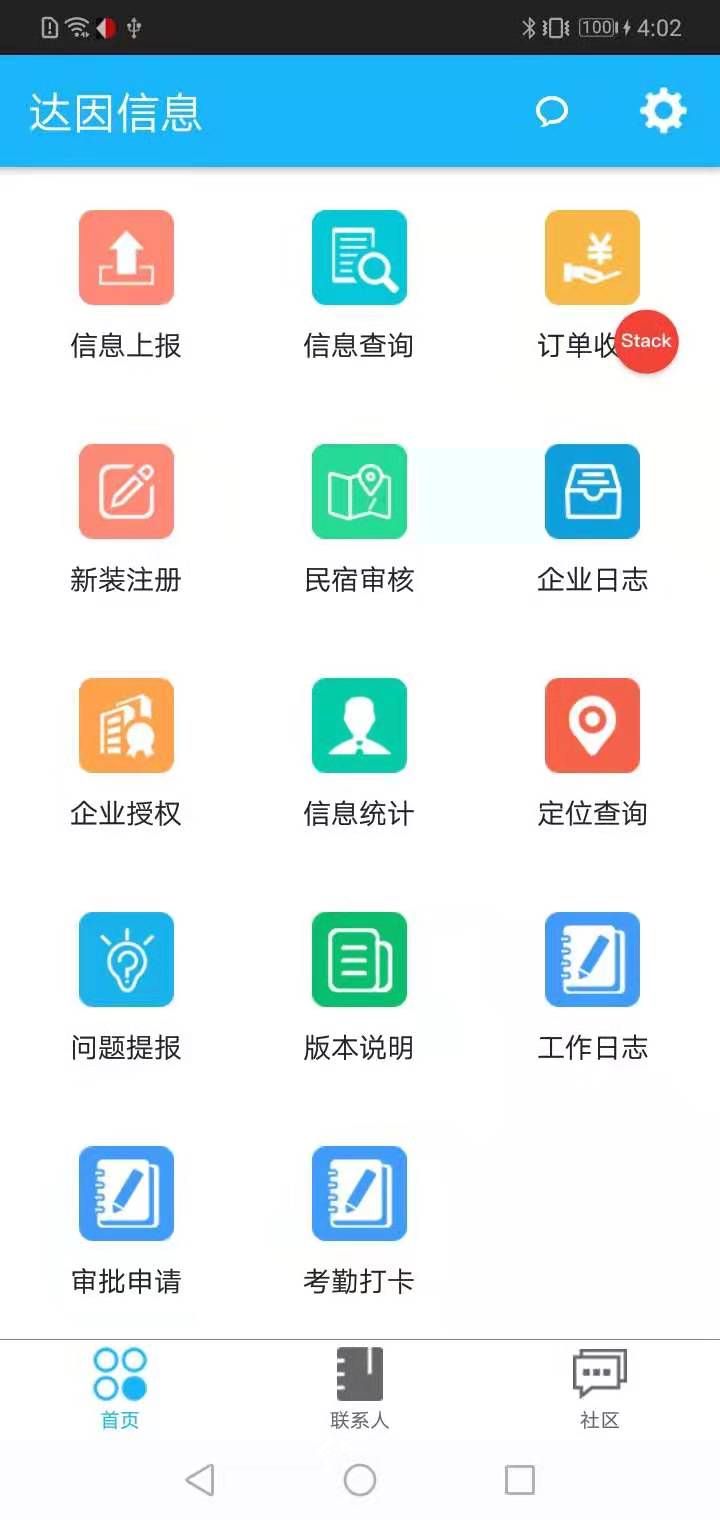 100 4:02
达因信息
信息上报 信息查询 订单收
Stack
新装注册 民宿审核 企业日志
企业授权 信息统计 定位查询
问题提报 版本说明 工作日志
审批申请 考勤打卡
首页 联系人 社区